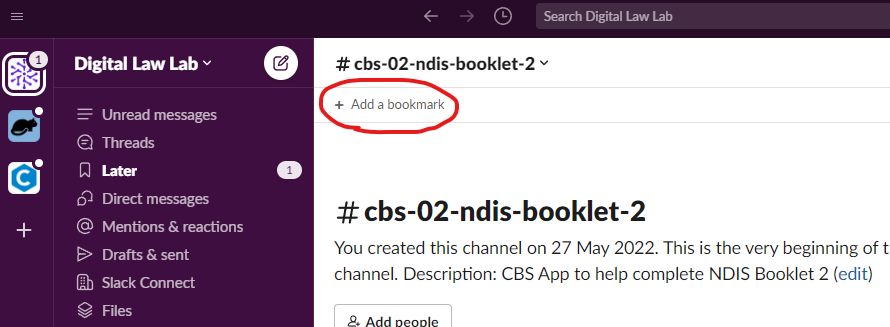 Search Digital Law Lab
1
Digital Law Lab
# cbs-02-ndis-booklet-2
+ Add a bookmark
Unread messages
Threads
Later 1
Direct messages
Mentions & reactions
Drafts & sent
Slack Connect
Files
# cbs-02-ndis-booklet-2
You created this channel on 27 May 2022. This is the very beginning of
channel. Description: CBS App to help complete NDIS Booklet 2 (edit)
Add people